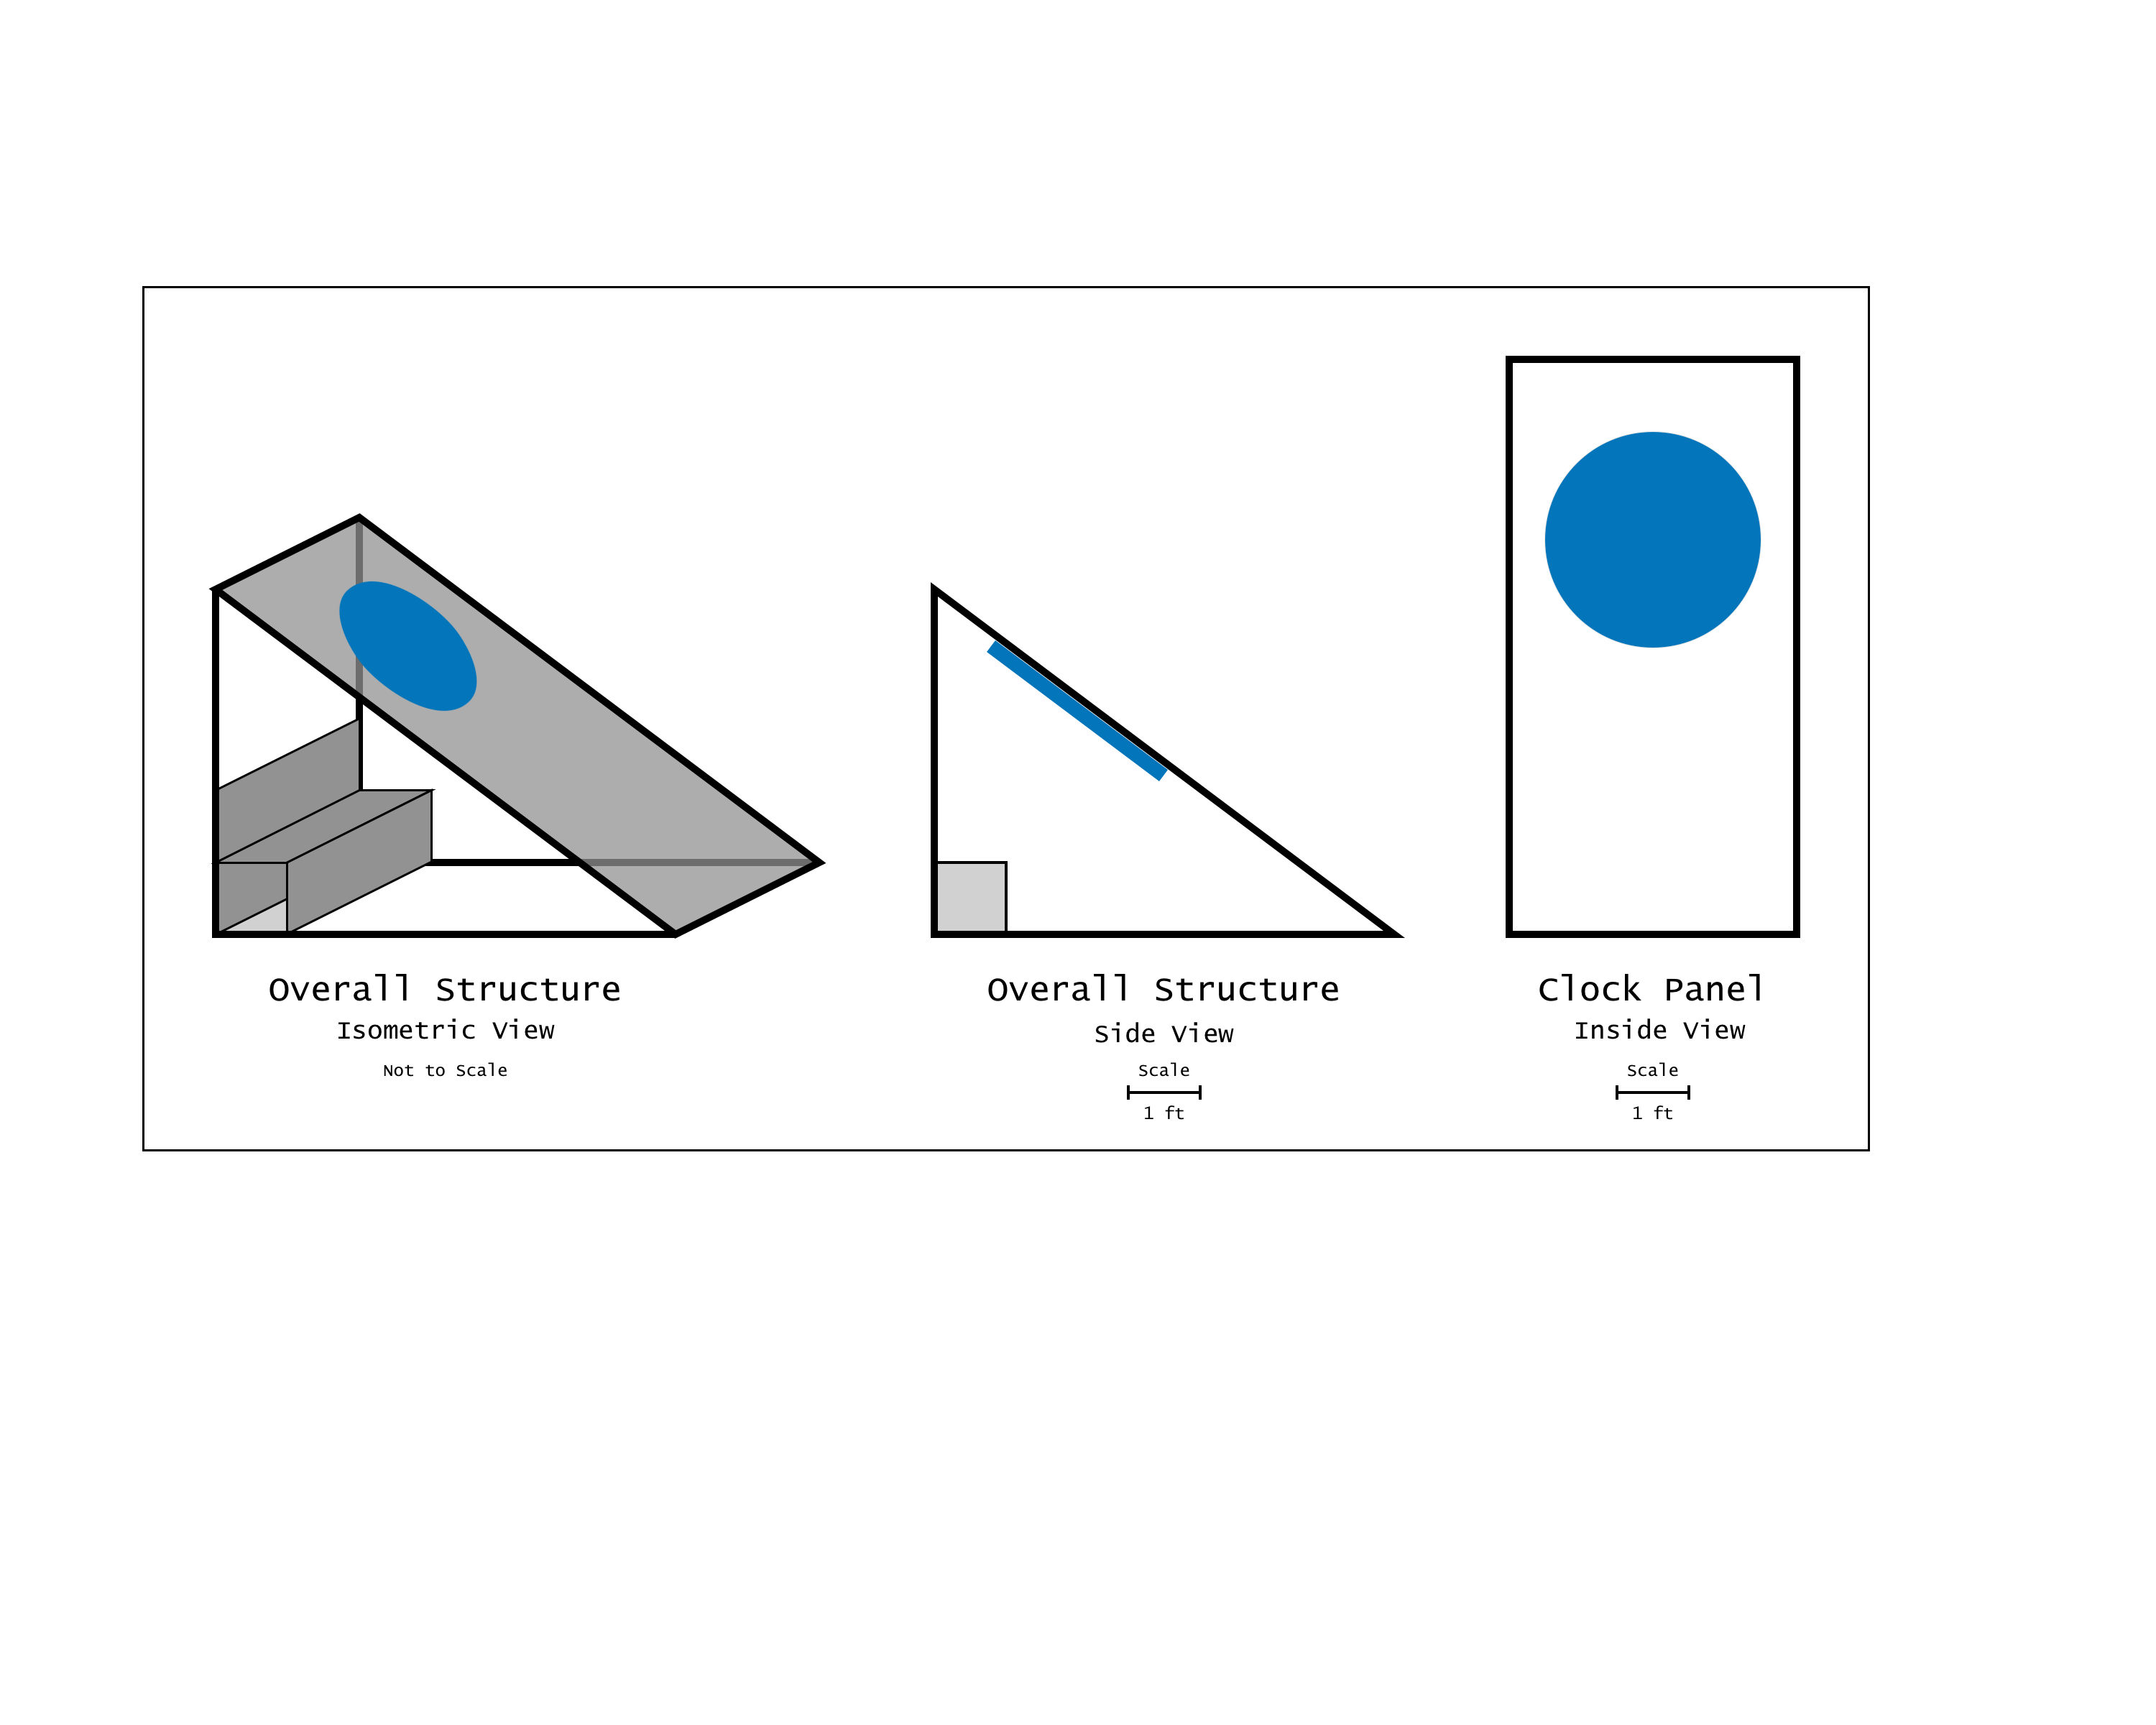 Overall Structure
Isometric View
Not to Scale
Overall Structure
Side View
Scale
1 ft
Clock Panel
Inside View
Scale
1 ft